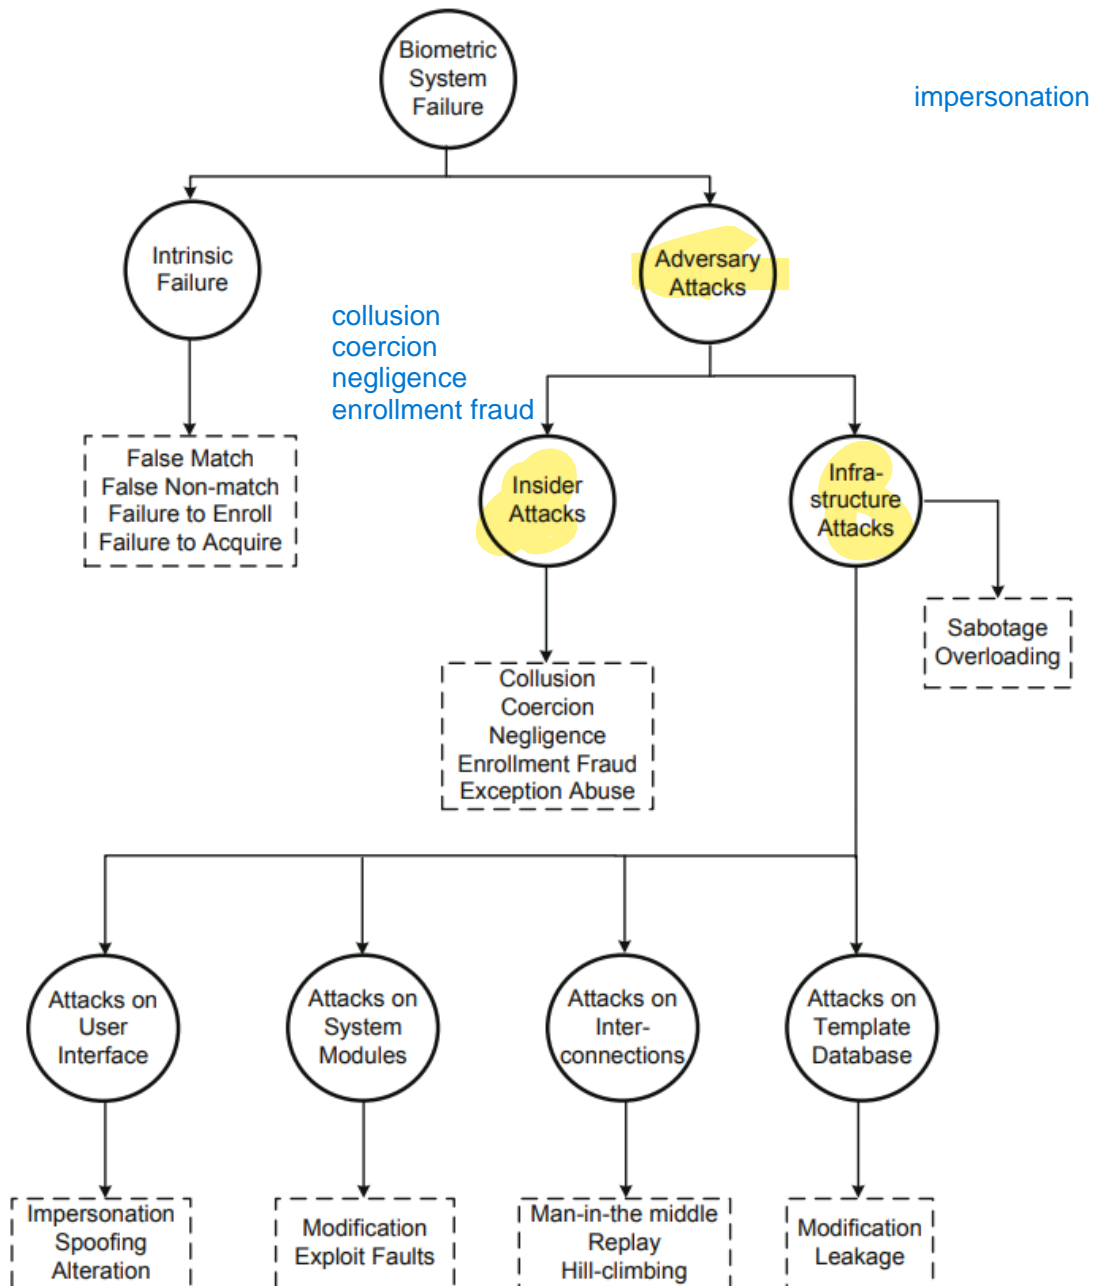 Biometric
System
Failure
impersonation
Intrinsic
Failure
Adversary
Attacks
collusion
coercion
negligence
enrollment fraud
False Match
False Non-match
Failure to Enroll
Failure to Acquire
Insider
Attacks
Infra-
structure
Attacks
Sabotage
Overloading
Collusion
Coercion
Negligence
Enrollment Fraud
Exception Abuse
Attacks on
User
Interface
Attacks on
System
Modules
Attacks on
Inter-
connections
Attacks on
Template
Database
Impersonation
Spoofing
Alteration
Modification
Exploit Faults
Man-in-the middle
Replay
Hill-climbing
Modification
Leakage